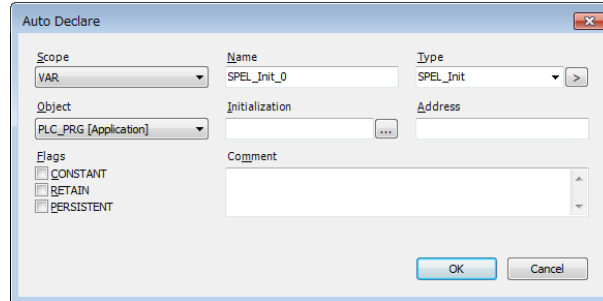 Auto Declare
Scope Name Type
VAR SPEL_Init_0 SPEL_Init >
Object Initialization Address
PLC_PRG [Application] ...
Flags Comment
CONSTANT
RETAIN
PERSISTENT
OK Cancel